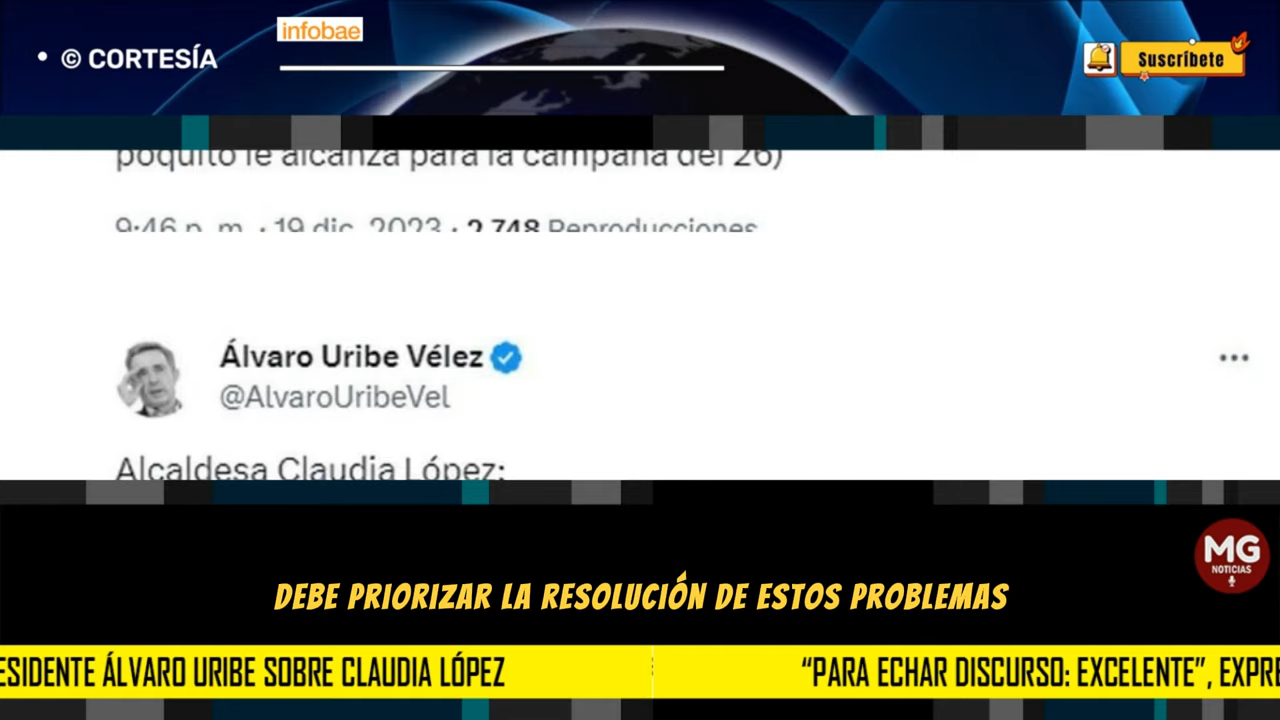 infobae
• © CORTESÍA
Suscríbete
poquito le alcanza para la campaña del 26)
9:46 p. m. · 19 dic. 2023 · 2.748 Reproducciones
Álvaro Uribe Vélez
@AlvaroUribeVel
Alcaldesa Claudia López:
MG
NOTICIAS
DEBE PRIORIZAR LA RESOLUCIÓN DE ESTOS PROBLEMAS
ESIDENTE ÁLVARO URIBE SOBRE CLAUDIA LÓPEZ
“PARA ECHAR DISCURSO: EXCELENTE”, EXPRE